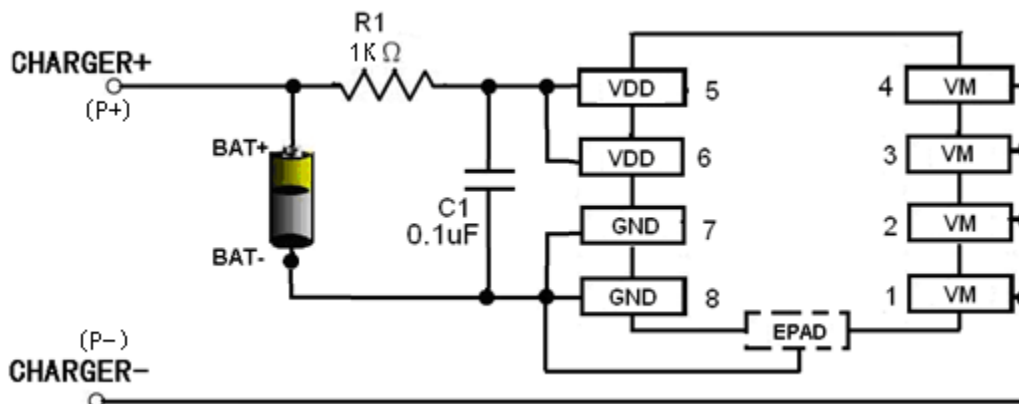 R1
1K Ω
CHARGER+
(P+)
BAT+
BAT-
C1
0.1uF
VDD 5
VDD 6
GND 7
GND 8
4 VM
3 VM
2 VM
1 VM
EPAD
(P-)
CHARGER-